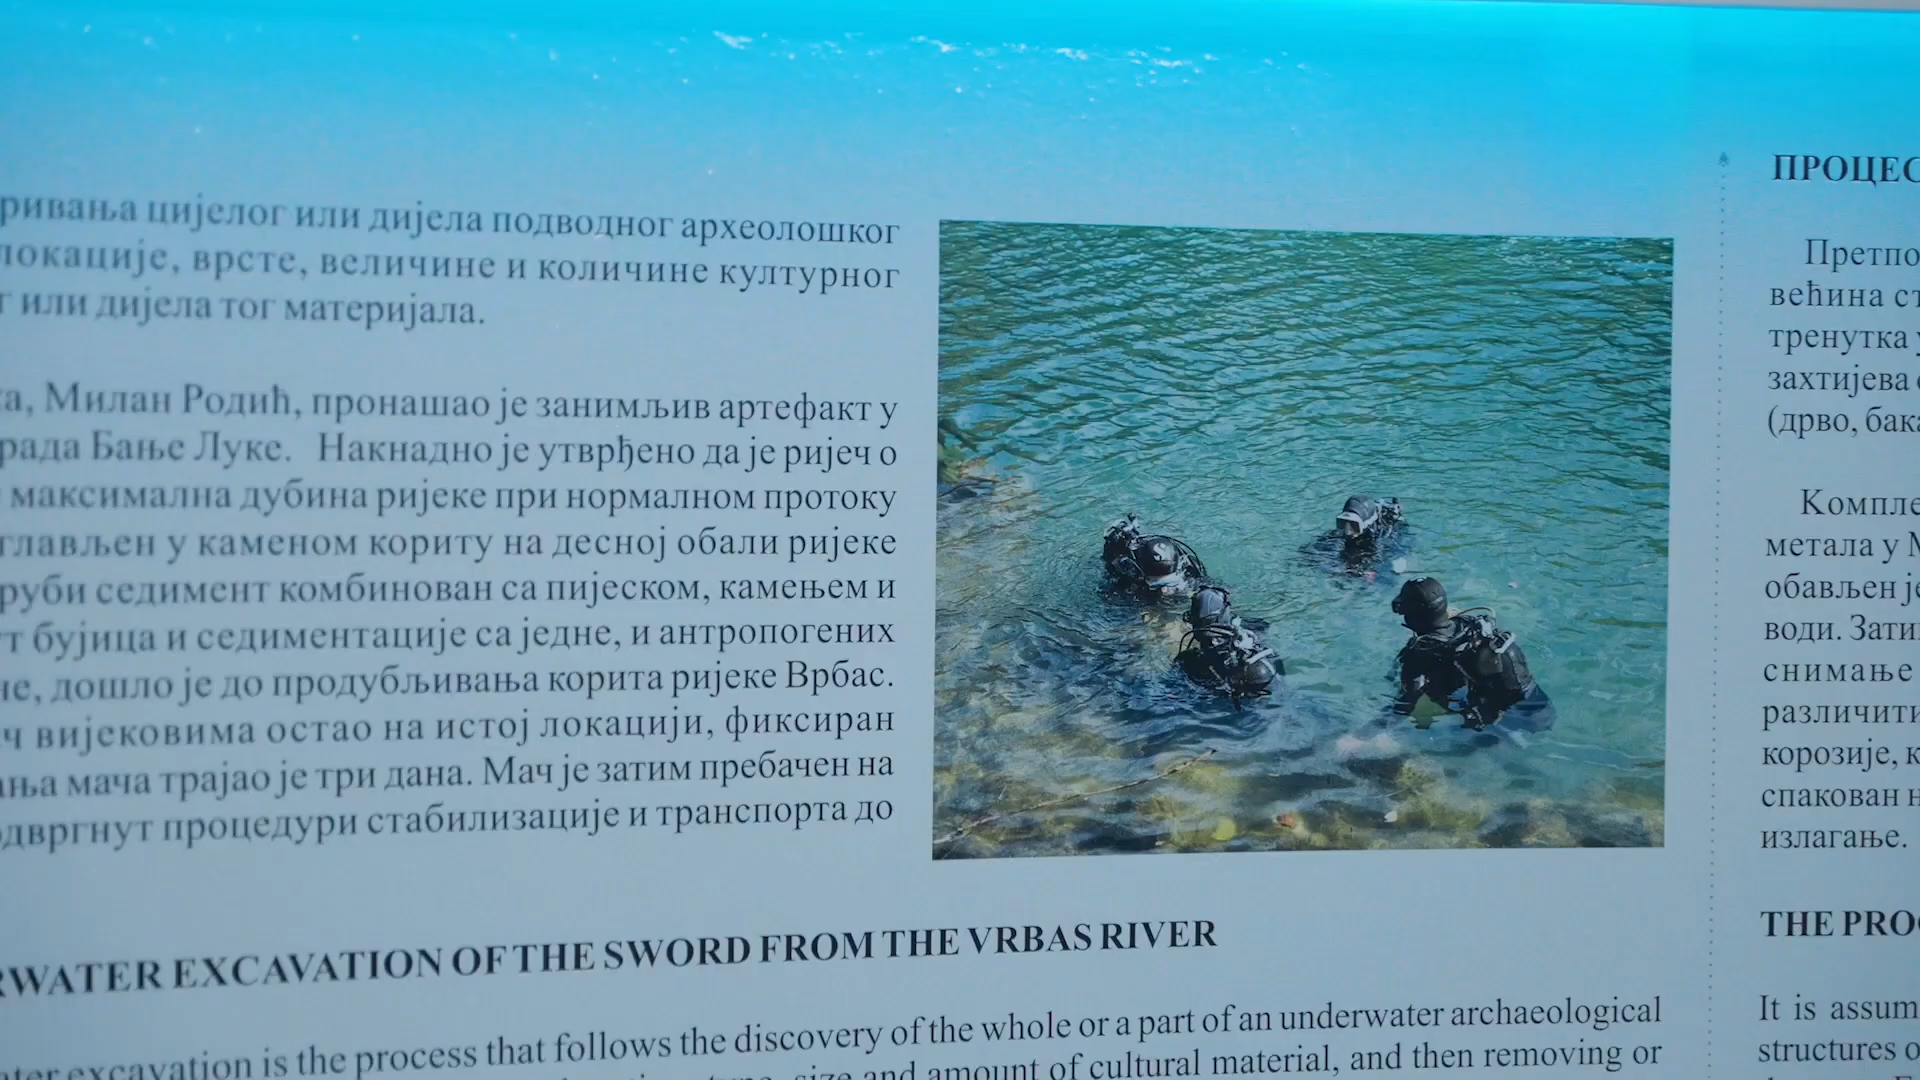 ривања цијелог или дијела подводног археолошког
локације, врсте, величине и количине културног
г или дијела тог материјала.
ка, Милан Родић, пронашао је занимљив артефакт у
рада Бање Луке. Накнадно је утврђено да је ријеч о
максимална дубина ријеке при нормалном протоку
глављен у каменом кориту на десној обали ријеке
руби седимент комбинован са пијеском, камењем и
ут бујица и седиментације са једне, и антропогених
не, дошло је до продубљивања корита ријеке Врбас.
ч вијековима остао на истој локацији, фиксиран
ања мача трајао је три дана. Мач је затим пребачен на
одвргнут процедури стабилизације и транспорта до
RWATER EXCAVATION OF THE SWORD FROM THE VRBAS RIVER
ater excavation is the process that follows the discovery of the whole or a part of an underwater archaeological
size and amount of cultural material, and then removing or
ПРОЦЕС
Претпо
већина ст
тренутка у
захтијева
(дрво, бака
Компле
метала у М
обављен је
води. Зати
снимање
различити
корозије, к
спакован н
излагање.
THE PRO
It is assum
structures o